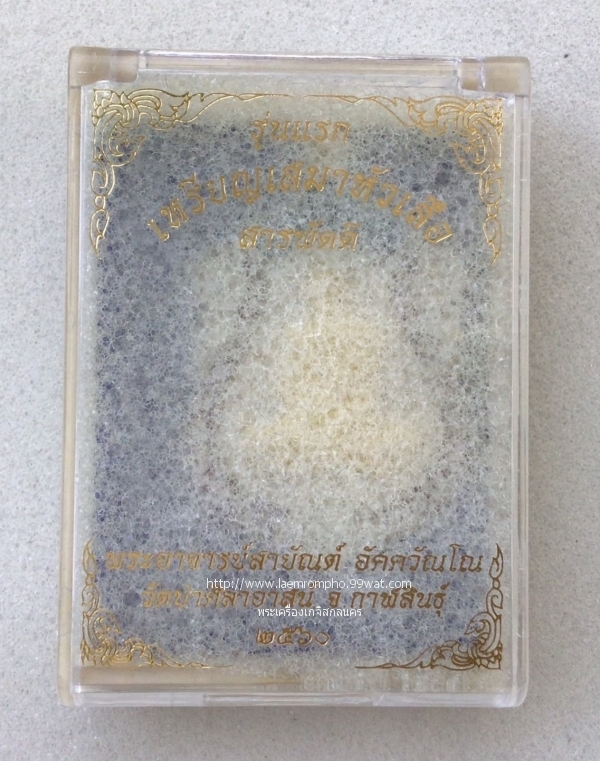 รุ่นแรก
เหรียญเสมาหัวเสือ
สารพัดดี
พระอาจารย์สายัณต์ อัคควัณโณ
http://www.laemrompho.99wat.com
วัดป่าศิลาอาสน์ จ.กาฬสินธุ์
พระเครื่องเกจิสกลนคร
๒๕๖๐